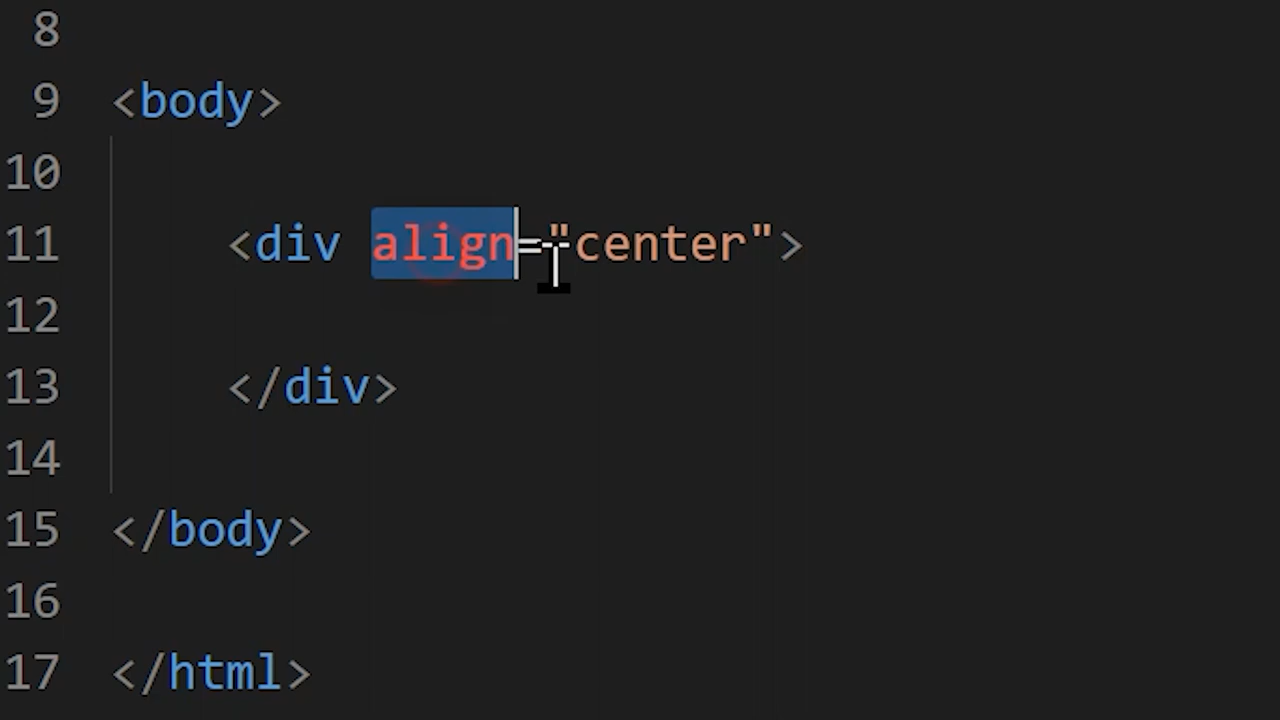 8
9 <body>
10
11 <div align="center">
12
13 </div>
14
15 </body>
16
17 </html>